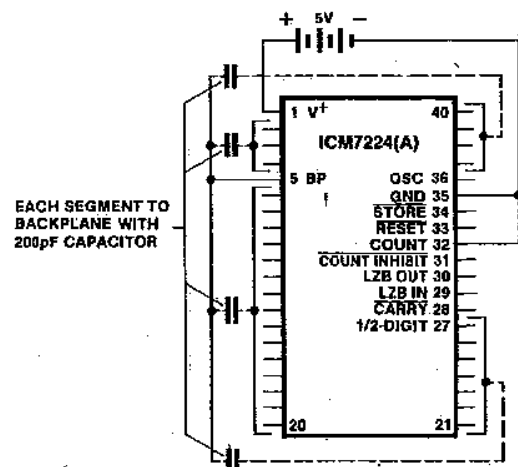 + 5V −
1 V+
40
ICM7224(A)
5 BP
OSC 36
GND 35
STORE 34
RESET 33
COUNT 32
COUNT INHIBIT 31
LZB OUT 30
LZB IN 29
CARRY 28
1/2-DIGIT 27
20
21
EACH SEGMENT TO
BACKPLANE WITH
200pF CAPACITOR